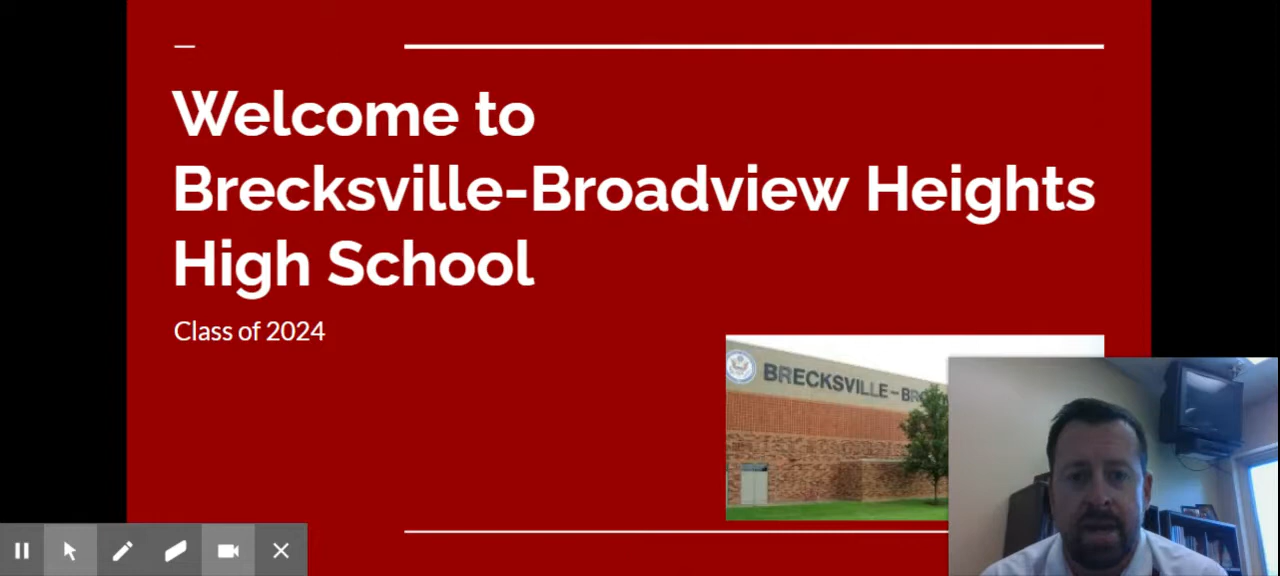 Welcome to
Brecksville-Broadview Heights
High School
Class of 2024
BRECKSVILLE-BR